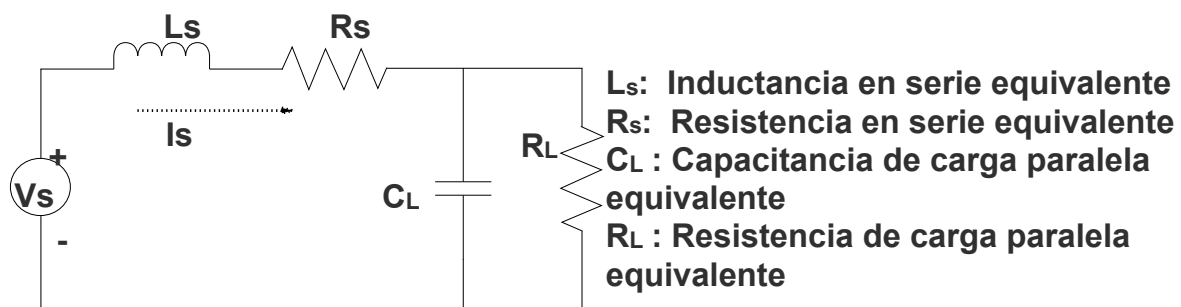 Ls
Rs
Is
+
Vs
-
CL
RL
Ls: Inductancia en serie equivalente
Rs: Resistencia en serie equivalente
CL : Capacitancia de carga paralela
equivalente
RL : Resistencia de carga paralela
equivalente